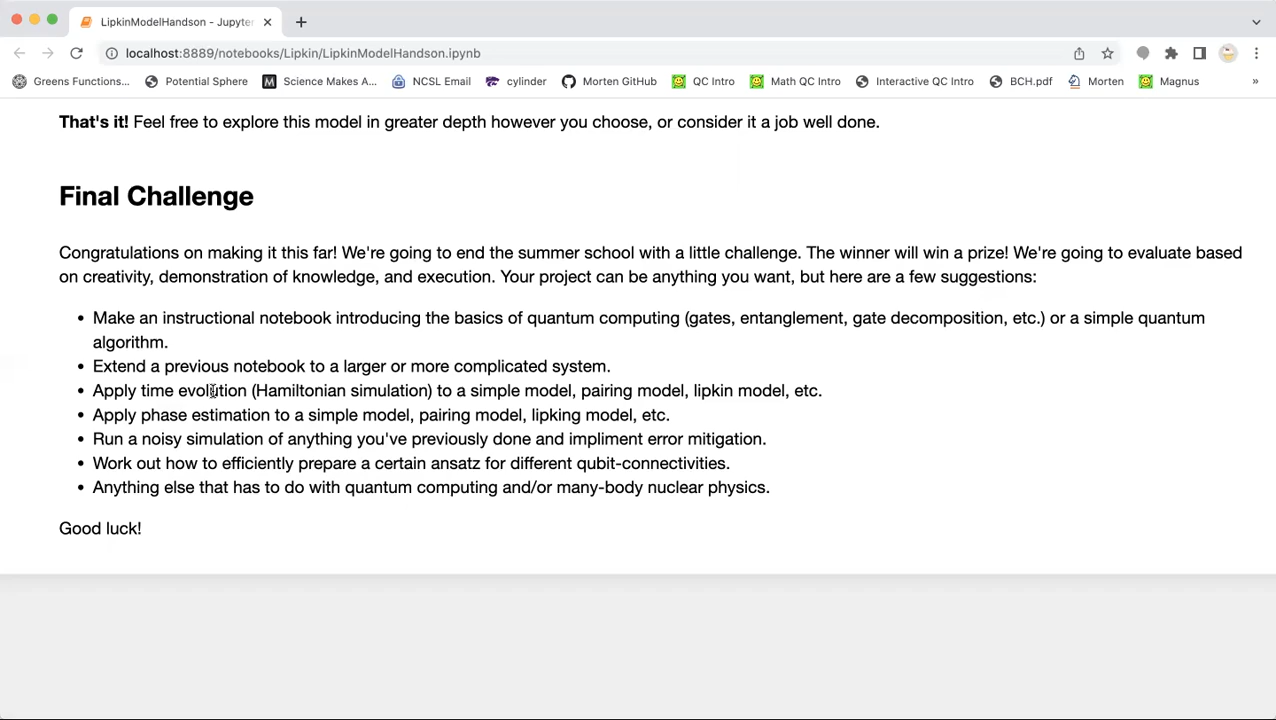 LipkinModelHandson - Jupyte
localhost:8889/notebooks/Lipkin/LipkinModelHandson.ipynb
Greens Functions... Potential Sphere Science Makes A... NCSL Email cylinder Morten GitHub QC Intro Math QC Intro Interactive QC Intro BCH.pdf Morten Magnus »
That's it! Feel free to explore this model in greater depth however you choose, or consider it a job well done.
Final Challenge
Congratulations on making it this far! We're going to end the summer school with a little challenge. The winner will win a prize! We're going to evaluate based
on creativity, demonstration of knowledge, and execution. Your project can be anything you want, but here are a few suggestions:
• Make an instructional notebook introducing the basics of quantum computing (gates, entanglement, gate decomposition, etc.) or a simple quantum
algorithm.
• Extend a previous notebook to a larger or more complicated system.
• Apply time evolution (Hamiltonian simulation) to a simple model, pairing model, lipkin model, etc.
• Apply phase estimation to a simple model, pairing model, lipking model, etc.
• Run a noisy simulation of anything you've previously done and impliment error mitigation.
• Work out how to efficiently prepare a certain ansatz for different qubit-connectivities.
• Anything else that has to do with quantum computing and/or many-body nuclear physics.
Good luck!